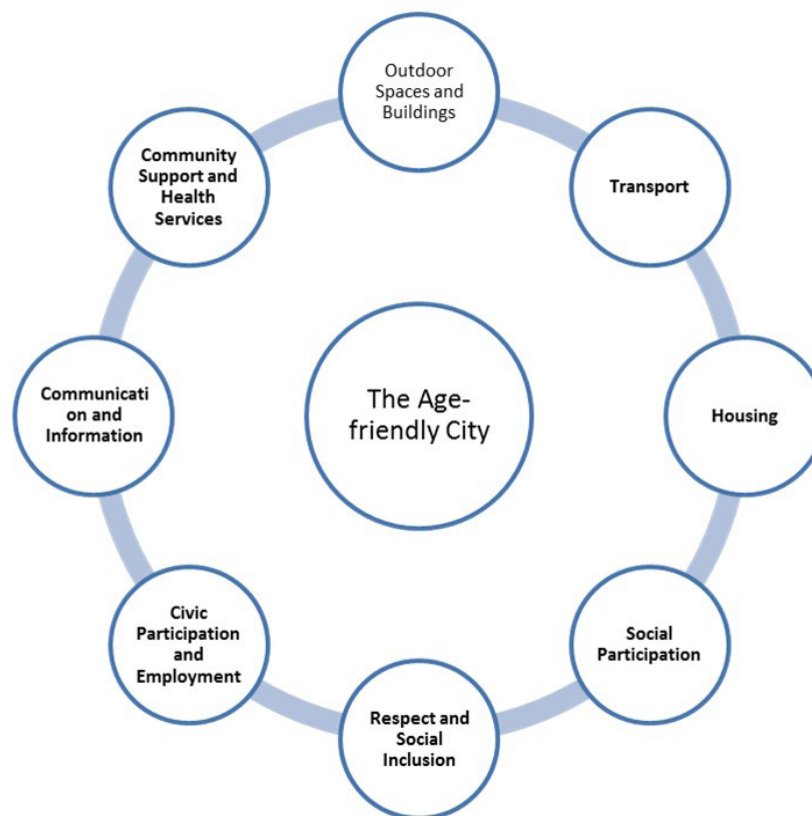 Outdoor
Spaces and
Buildings
Transport
Housing
Social
Participation
Respect and
Social
Inclusion
Civic
Participation
and
Employment
Communicati
on and
Information
Community
Support and
Health
Services
The Age-
friendly City